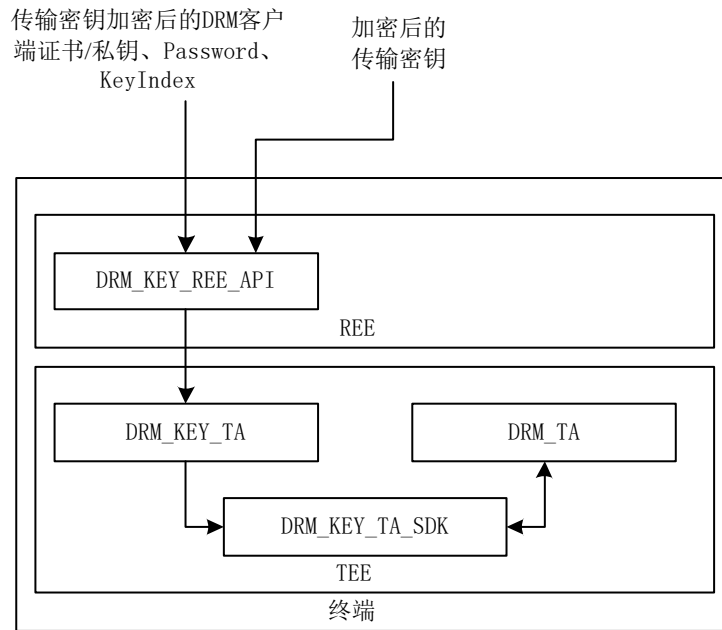 传输密钥加密后的DRM客户
端证书/私钥、Password、
KeyIndex
加密后的
传输密钥
DRM_KEY_REE_API
REE
DRM_KEY_TA
DRM_TA
DRM_KEY_TA_SDK
TEE
终端